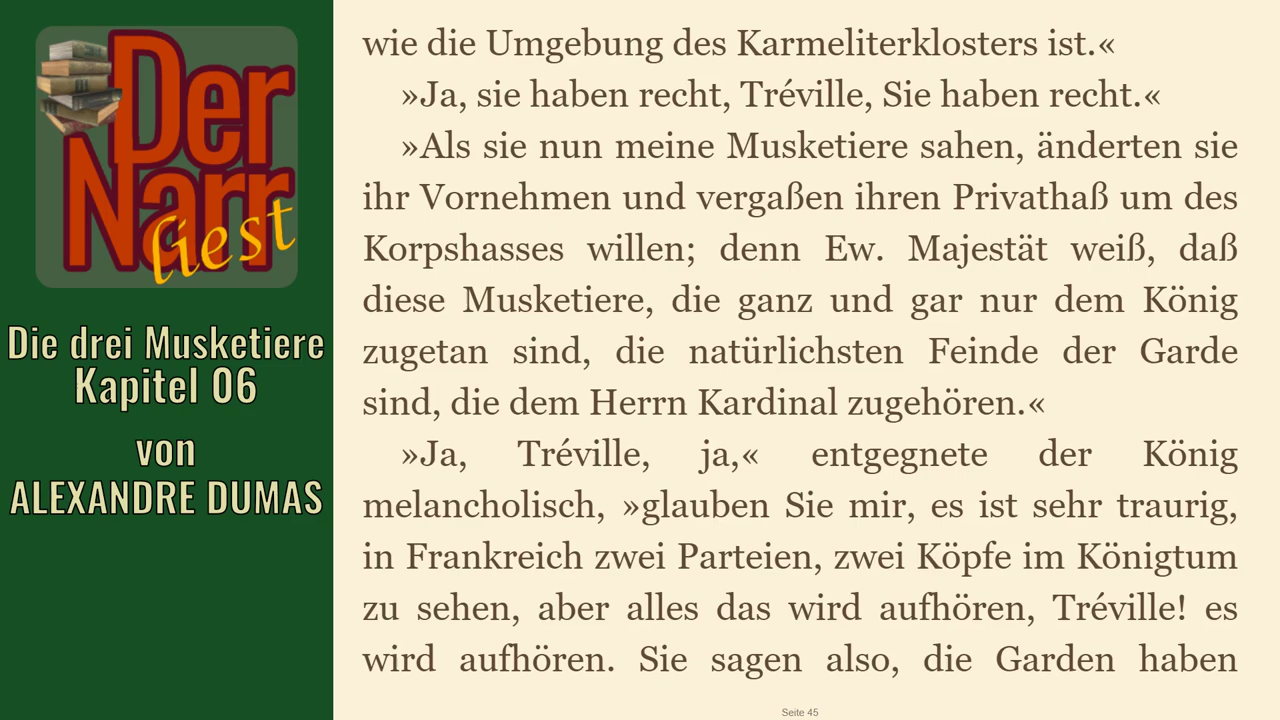 Der
Narr
liest
Die drei Musketiere
Kapitel 06
von
ALEXANDRE DUMAS
wie die Umgebung des Karmeliterklosters ist.«
»Ja, sie haben recht, Tréville, Sie haben recht.«
»Als sie nun meine Musketiere sahen, änderten sie
ihr Vornehmen und vergaßen ihren Privathaß um des
Korpshasses willen; denn Ew. Majestät weiß, daß
diese Musketiere, die ganz und gar nur dem König
zugetan sind, die natürlichsten Feinde der Garde
sind, die dem Herrn Kardinal zugehören.«
»Ja, Tréville, ja,« entgegnete der König
melancholisch, »glauben Sie mir, es ist sehr traurig,
in Frankreich zwei Parteien, zwei Köpfe im Königtum
zu sehen, aber alles das wird aufhören, Tréville! es
wird aufhören. Sie sagen also, die Garden haben
Seite 45